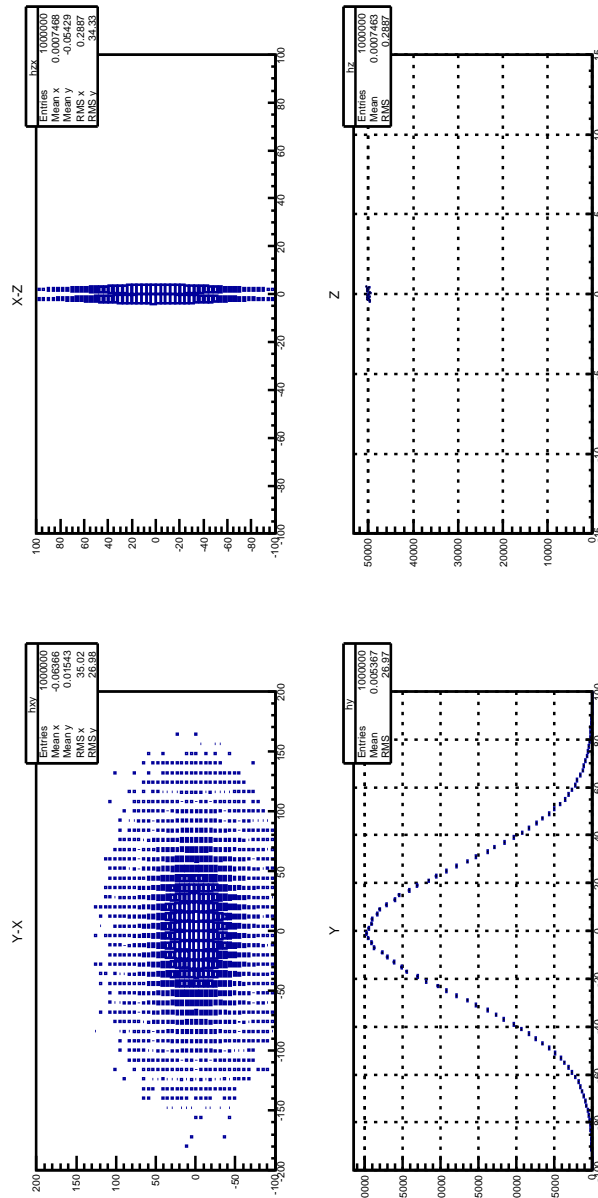 Y-X
hxy
Entries 1000000
Mean x -0.06366
Mean y 0.01543
RMS x 35.02
RMS y 26.98
200
150
100
50
0
-50
-100
-200 -150 -100 -50 0 50 100 150 200
X-Z
hzx
Entries 1000000
Mean x 0.0007468
Mean y -0.05429
RMS x 0.2887
RMS y 34.33
100
80
60
40
20
0
-20
-40
-60
-80
-100
-100 -80 -60 -40 -20 0 20 40 60 80 100
Y
hy
Entries 1000000
Mean 0.005367
RMS 26.97
0
Z
hz
Entries 1000000
Mean 0.0007463
RMS 0.2887
50000
40000
30000
20000
10000
0